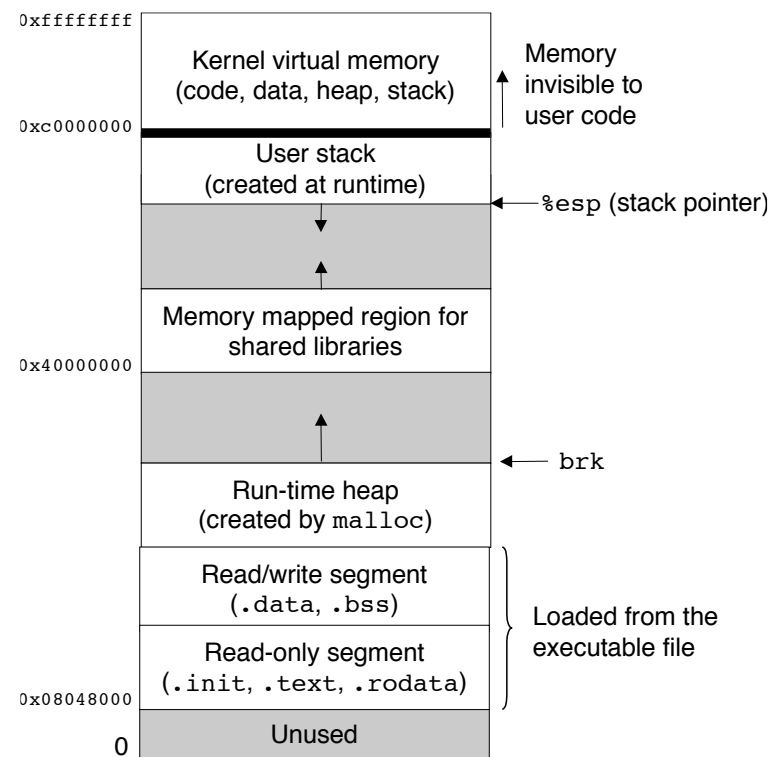 0xffffffff
Kernel virtual memory
(code, data, heap, stack)
Memory
invisible to
user code
0xc0000000
User stack
(created at runtime)
%esp (stack pointer)
Memory mapped region for
shared libraries
0x40000000
brk
Run-time heap
(created by malloc)
Read/write segment
(.data, .bss)
Loaded from the
executable file
Read-only segment
(.init, .text, .rodata)
0x08048000
Unused
0